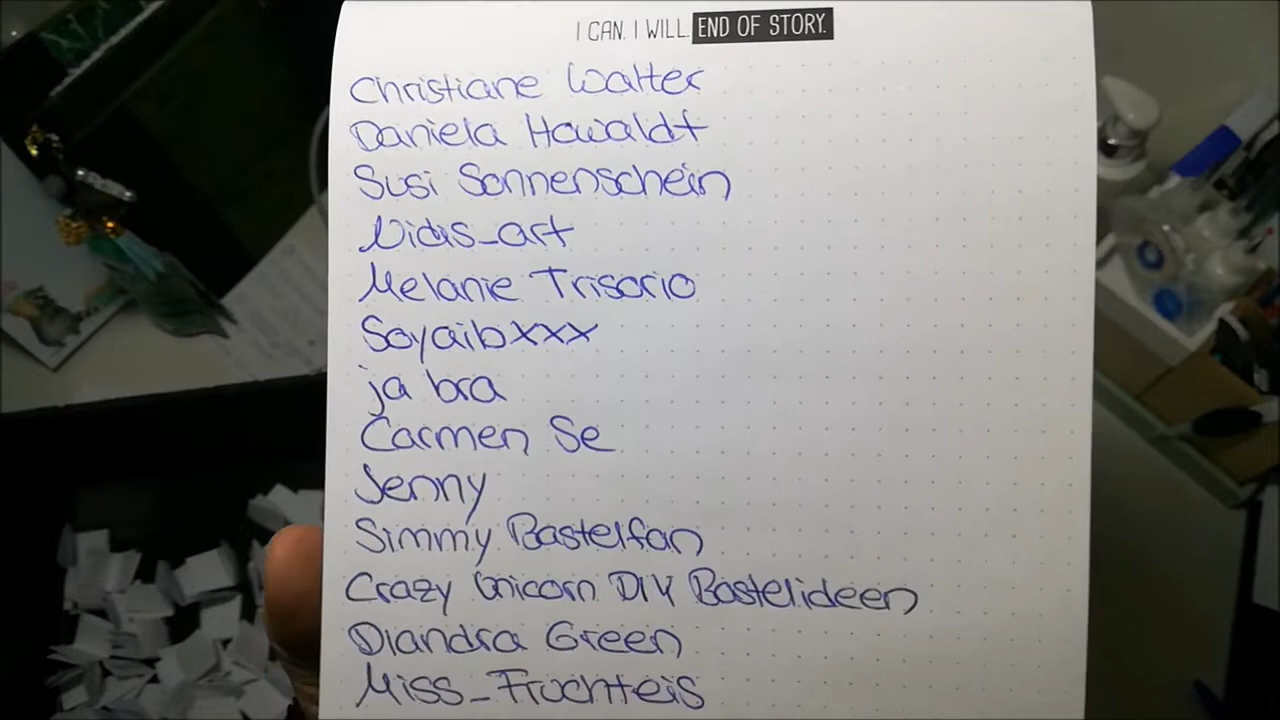 I CAN. I WILL. END OF STORY.
Christiane Walter
Daniela Hawaldt
Susi Sonnenschein
Nidis_art
Melanie Trisorio
Soyaibxxx
ja bra
Carmen Se
Jenny
Simmy Bastelfan
Crazy Unicorn DIY Bastelideen
Diandra Green
Miss_Fruchteis